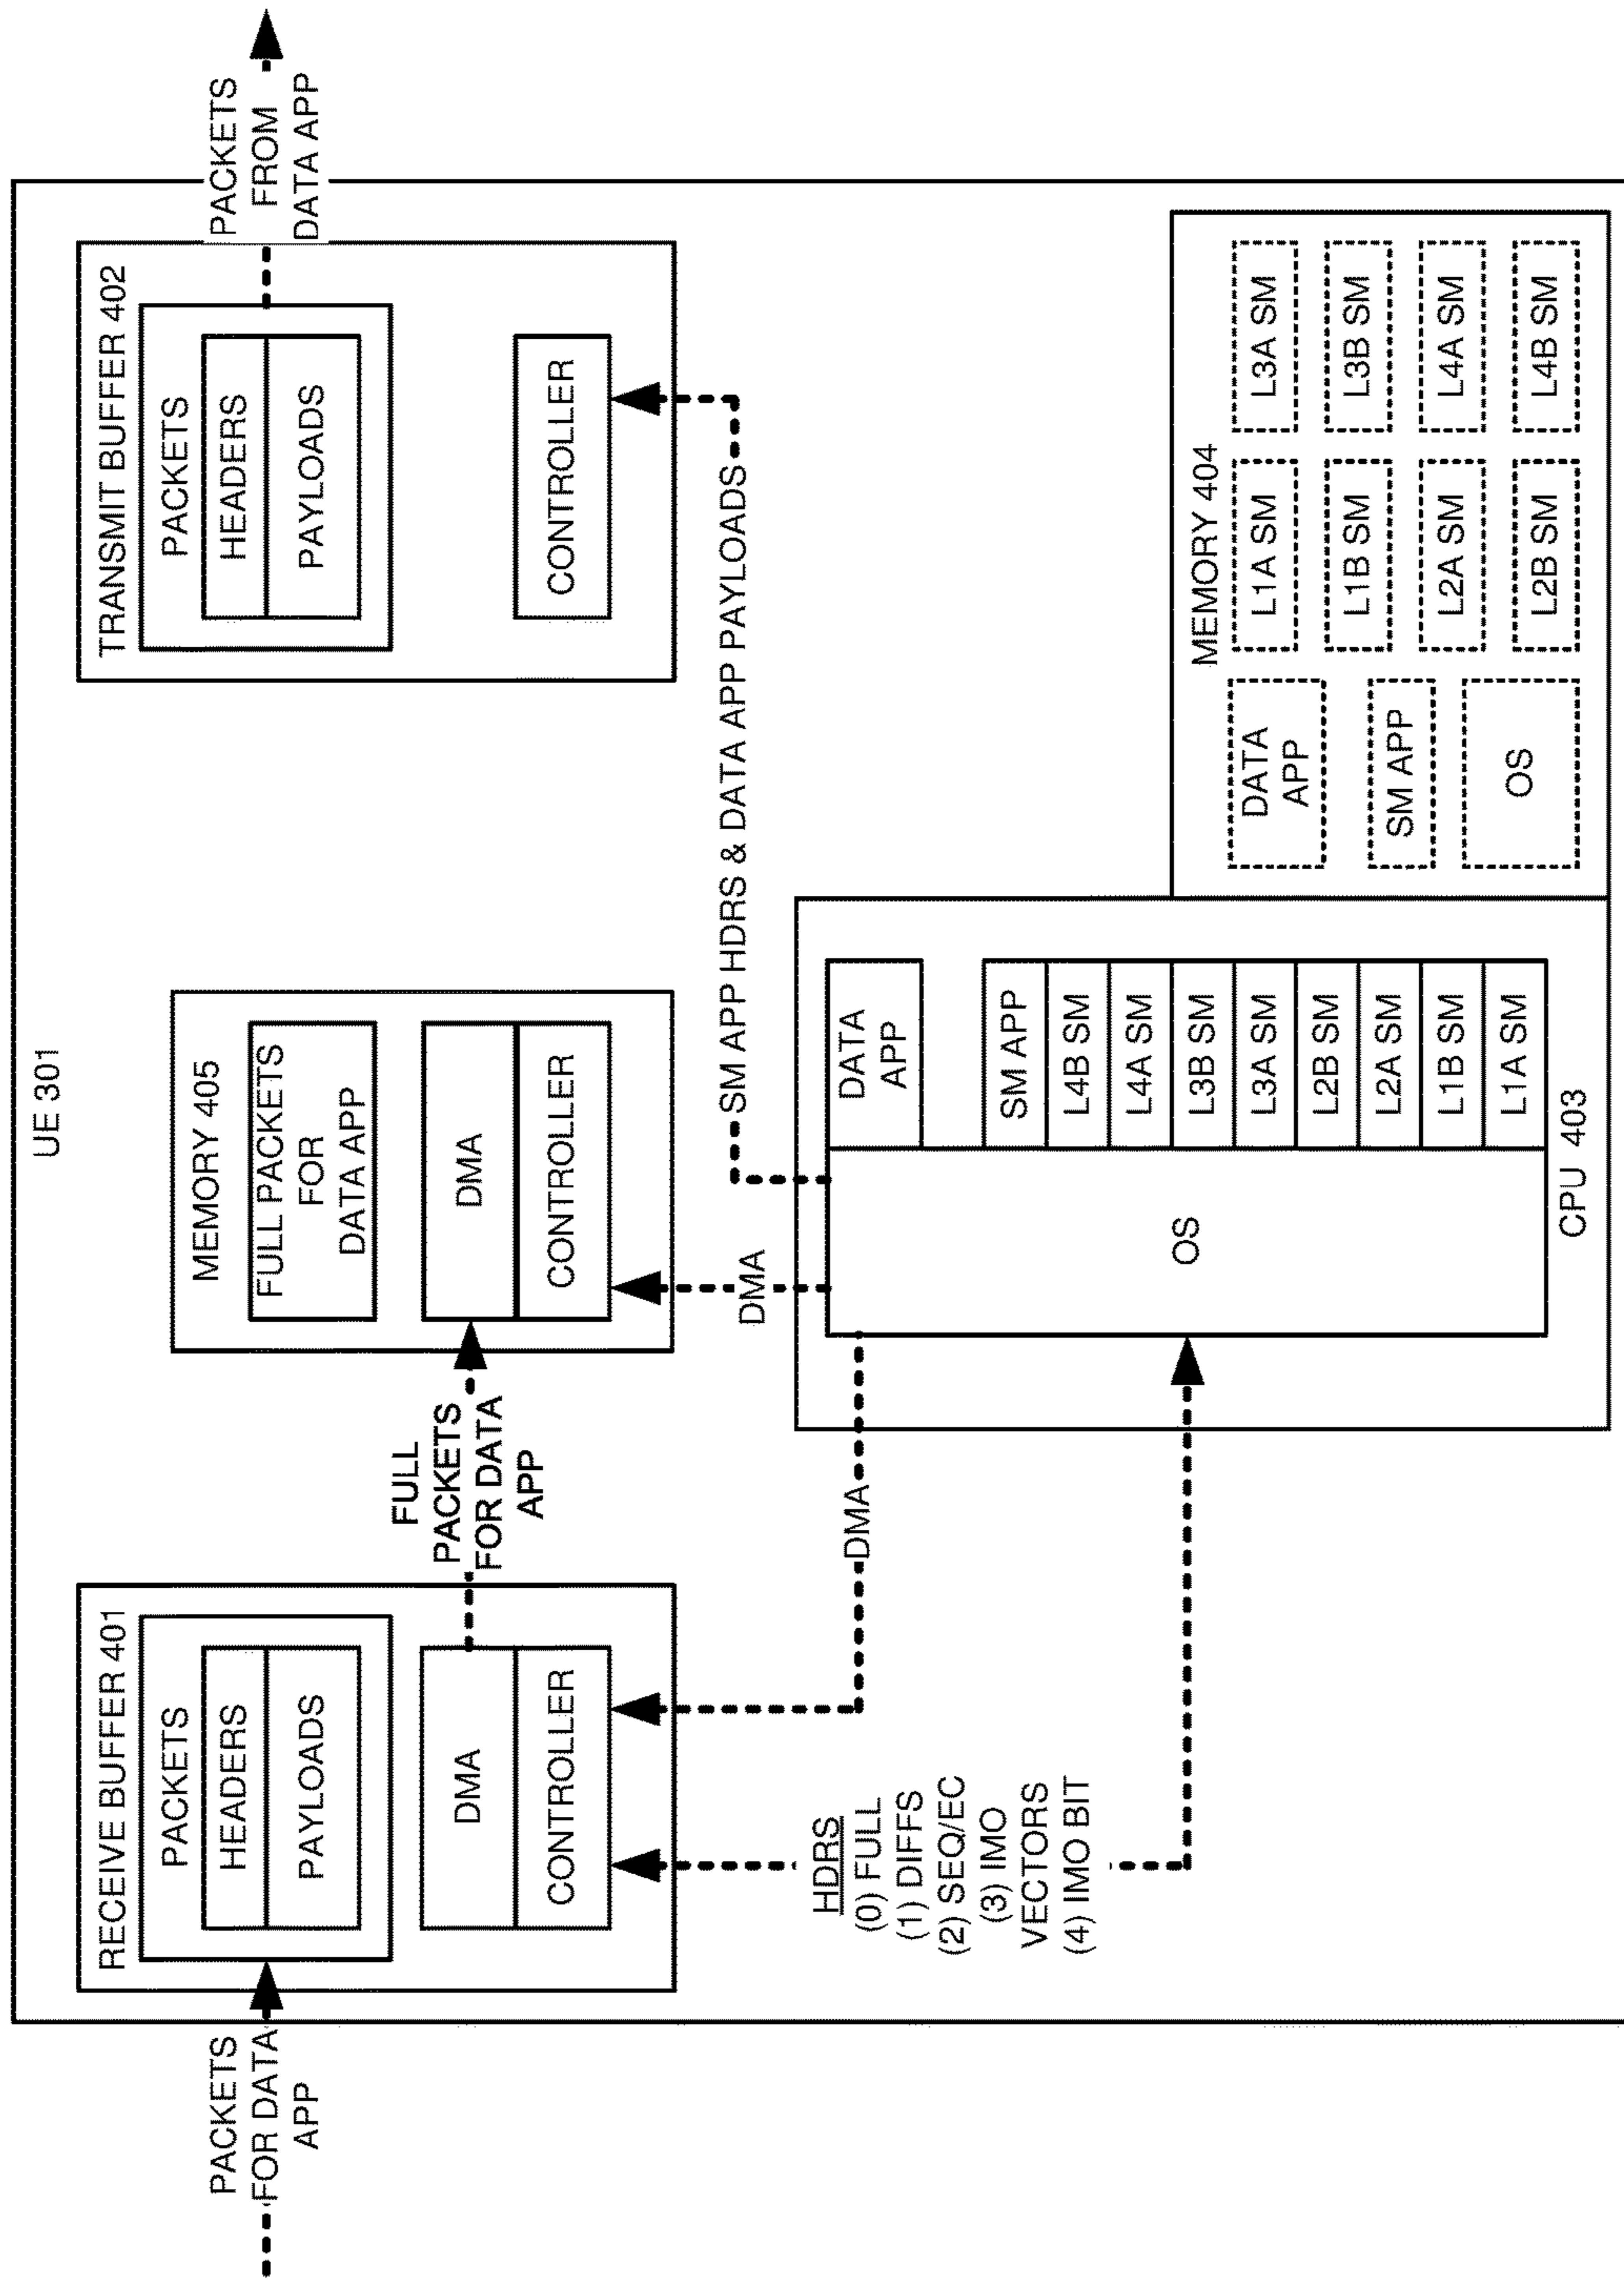 UE 301
PACKETS
FOR DATA
APP
RECEIVE BUFFER 401
PACKETS
HEADERS
PAYLOADS
DMA
CONTROLLER
FULL
PACKETS
FOR DATA
APP
MEMORY 405
FULL PACKETS
FOR
DATA APP
DMA
CONTROLLER
TRANSMIT BUFFER 402
PACKETS
HEADERS
PAYLOADS
CONTROLLER
PACKETS
FROM
DATA APP
HDRS
(0) FULL
(1) DIFFS
(2) SEQ/EC
(3) IMO
VECTORS
(4) IMO BIT
DMA
DMA
SM APP HDRS & DATA APP PAYLOADS
OS
DATA
APP
SM APP
L4B SM
L4A SM
L3B SM
L3A SM
L2B SM
L2A SM
L1B SM
L1A SM
CPU 403
MEMORY 404
DATA
APP
SM APP
OS
L1A SM
L1B SM
L2A SM
L2B SM
L3A SM
L3B SM
L4A SM
L4B SM